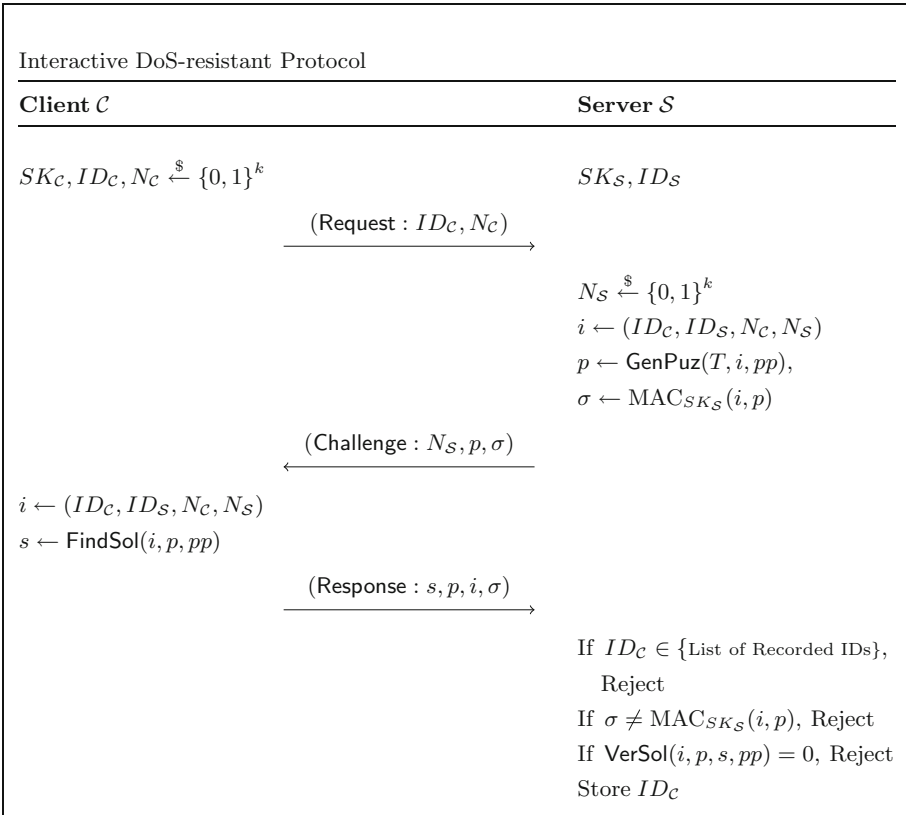 Interactive DoS-resistant Protocol
Client 𝒞 Server 𝒮
SK_𝒞, ID_𝒞, N_𝒞 ←$ {0,1}^k SK_𝒮, ID_𝒮
(Request : ID_𝒞, N_𝒞)
N_𝒮 ←$ {0,1}^k
i ← (ID_𝒞, ID_𝒮, N_𝒞, N_𝒮)
p ← GenPuz(T, i, pp),
σ ← MAC_{SK_𝒮}(i, p)
(Challenge : N_𝒮, p, σ)
i ← (ID_𝒞, ID_𝒮, N_𝒞, N_𝒮)
s ← FindSol(i, p, pp)
(Response : s, p, i, σ)
If ID_𝒞 ∈ {List of Recorded IDs},
Reject
If σ ≠ MAC_{SK_𝒮}(i, p), Reject
If VerSol(i, p, s, pp) = 0, Reject
Store ID_𝒞